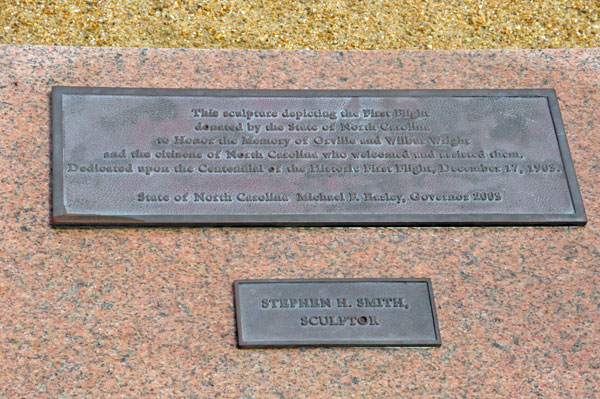 This sculpture depicting the First Flight
donated by the State of North Carolina
to Honor the Memory of Orville and Wilbur Wright
and the citizens of North Carolina who welcomed and assisted them.
Dedicated upon the Centennial of the Historic First Flight, December 17, 1903.
State of North Carolina Michael F. Easley, Governor 2003
STEPHEN H. SMITH,
SCULPTOR